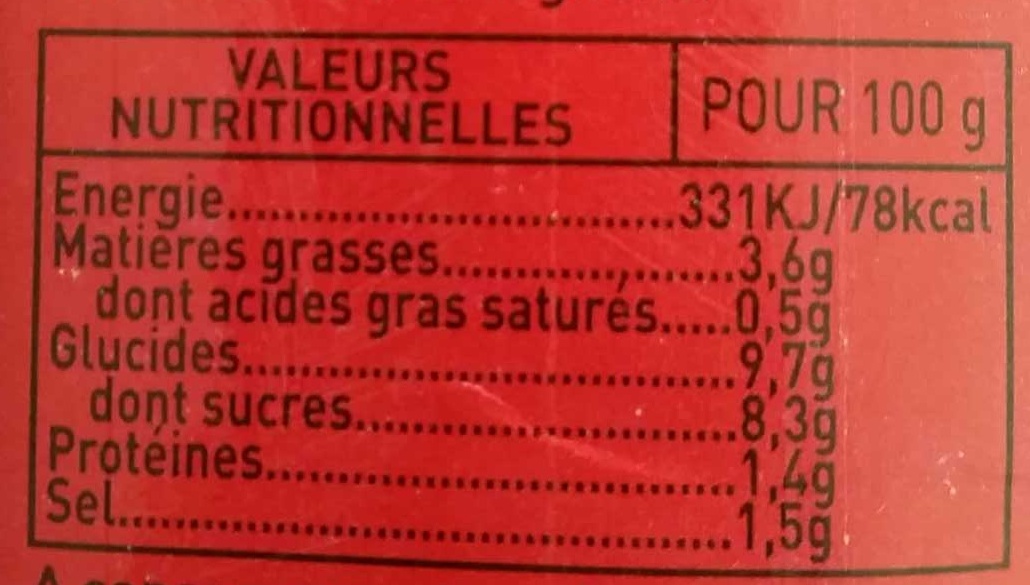 VALEURS
NUTRITIONNELLES
POUR 100 g
Energie..............................331KJ/78kcal
Matières grasses....................3,6g
dont acides gras saturés.....0,5g
Glucides..............................9,7g
dont sucres.........................8,3g
Protéines.............................1,4g
Sel......................................1,5g